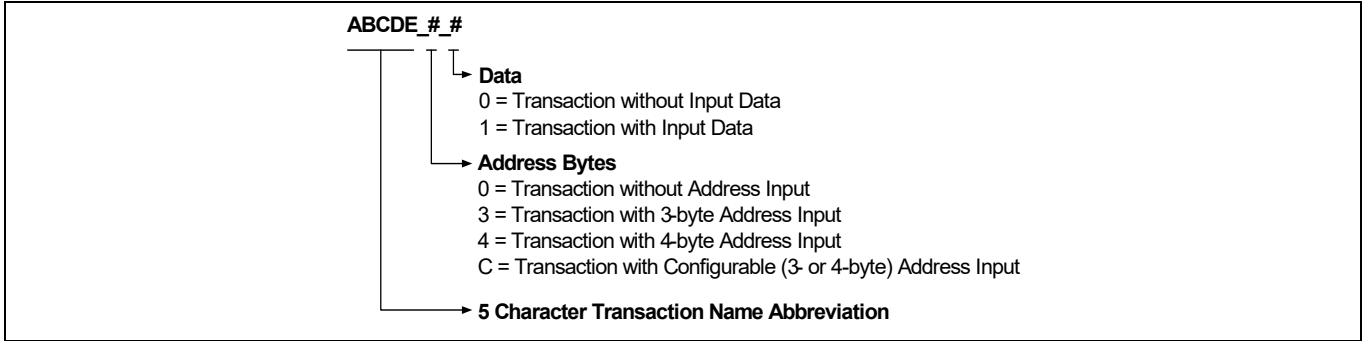 ABCDE_#_#
Data
0 = Transaction without Input Data
1 = Transaction with Input Data
Address Bytes
0 = Transaction without Address Input
3 = Transaction with 3-byte Address Input
4 = Transaction with 4-byte Address Input
C = Transaction with Configurable (3- or 4-byte) Address Input
5 Character Transaction Name Abbreviation